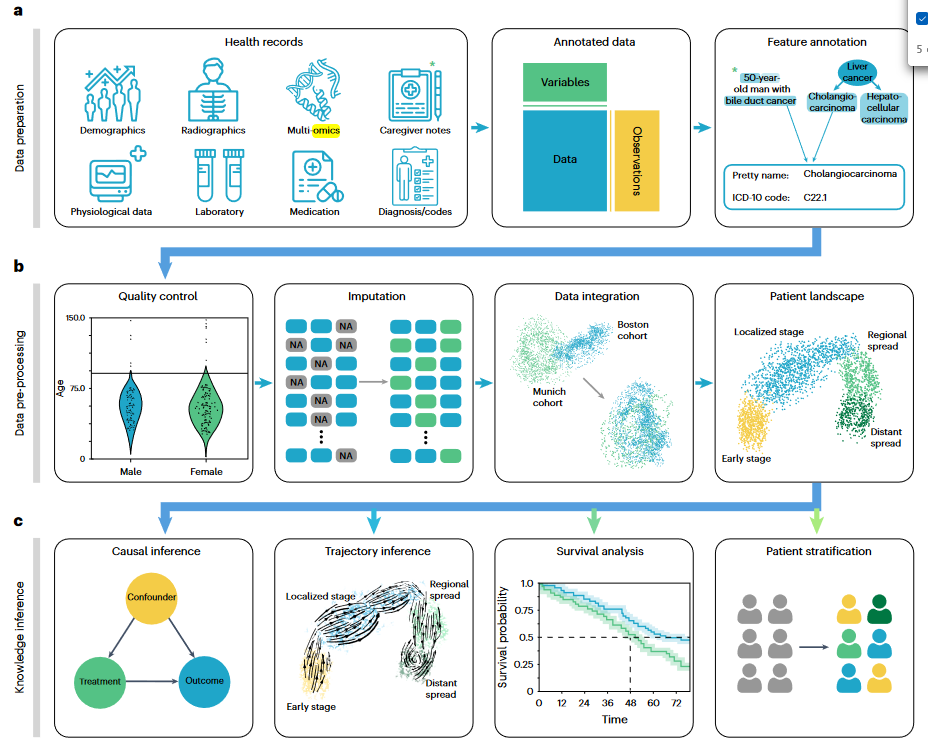 a
Data preparation
Health records
Demographics
Radiographics
Multi-omics
*
Caregiver notes
Physiological data
Laboratory
Medication
Diagnosis/codes
Annotated data
Variables
Data
Observations
Feature annotation
*
50-year-
old man with
bile duct cancer
Liver
cancer
Cholangio-
carcinoma
Hepato-
cellular
carcinoma
Pretty name: Cholangiocarcinoma
ICD-10 code: C22.1
5
b
Data pre-processing
Quality control
Age
150.0
75.0
0
Male
Female
Imputation
NA
NA
NA
NA
NA
NA
NA
NA
Data integration
Boston
cohort
Munich
cohort
Patient landscape
Localized stage
Regional
spread
Distant
spread
Early stage
c
Knowledge inference
Causal inference
Confounder
Treatment
Outcome
Trajectory inference
Localized stage
Regional
spread
Distant
spread
Early stage
Survival analysis
Survival probability
1.0
0.75
0.5
0.25
0
0 12 24 36 48 60 72
Time
Patient stratification